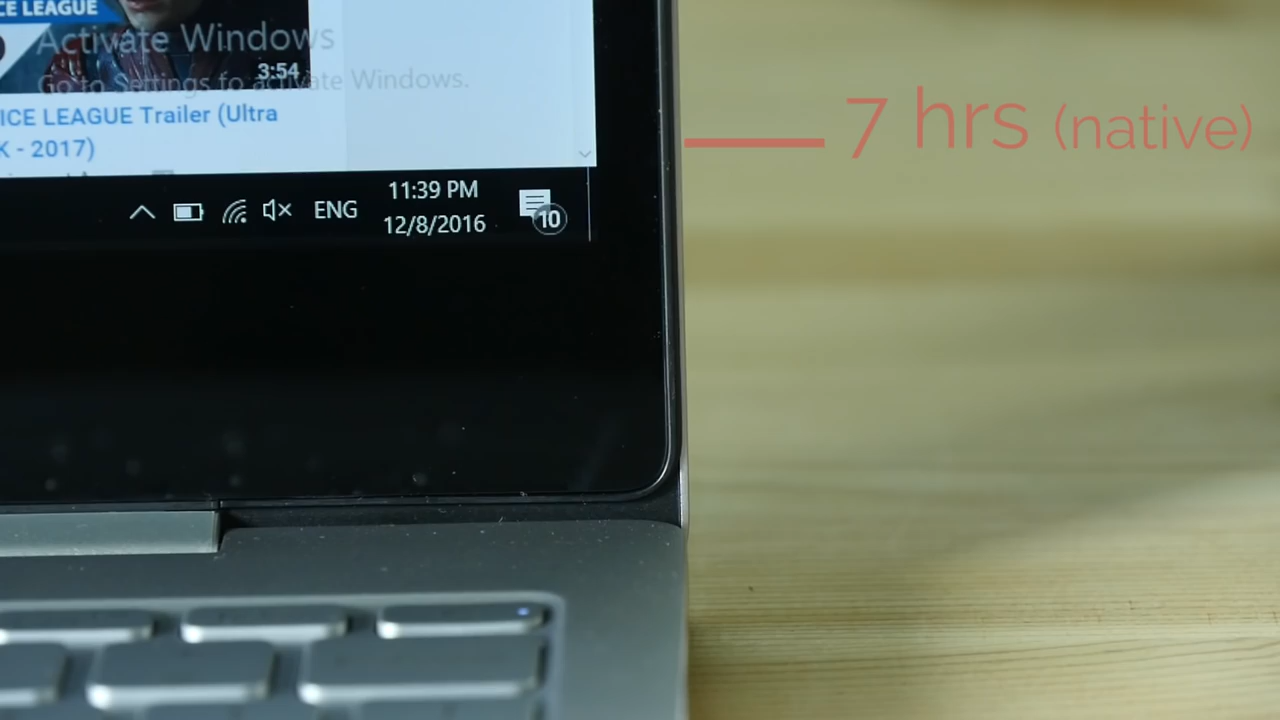 CE LEAGUE
Activate Windows
3:54
Go to Settings to activate Windows.
ICE LEAGUE Trailer (Ultra
K - 2017)
7 hrs (native)
ENG
11:39 PM
12/8/2016
10